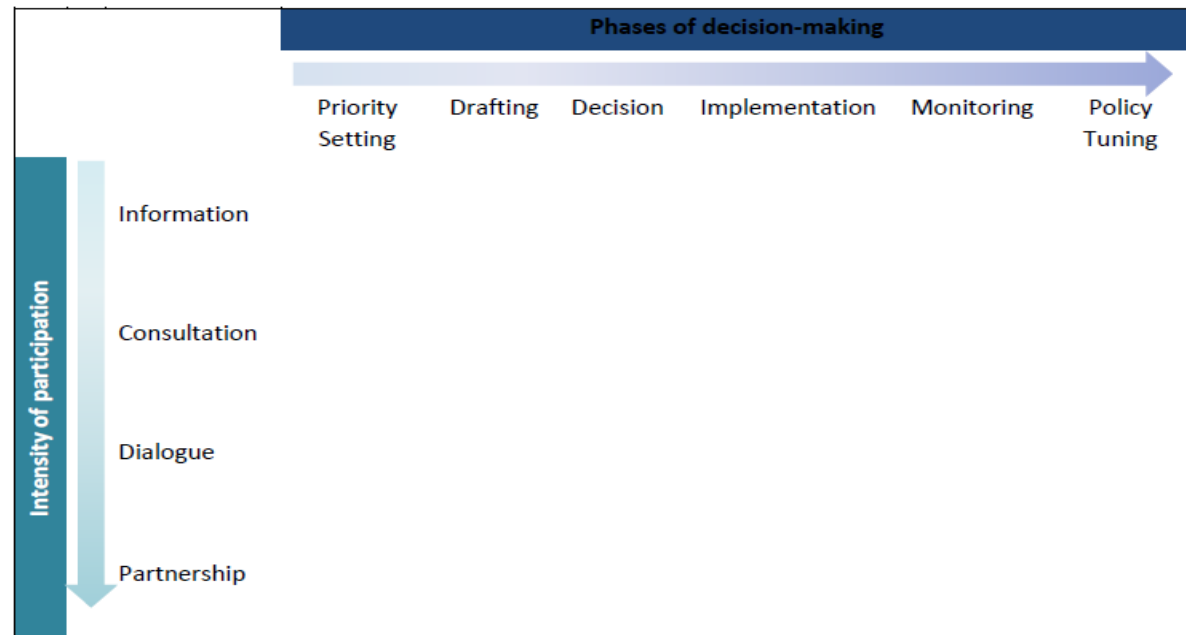 Phases of decision-making
Priority Setting
Drafting
Decision
Implementation
Monitoring
Policy Tuning
Intensity of participation
Information
Consultation
Dialogue
Partnership